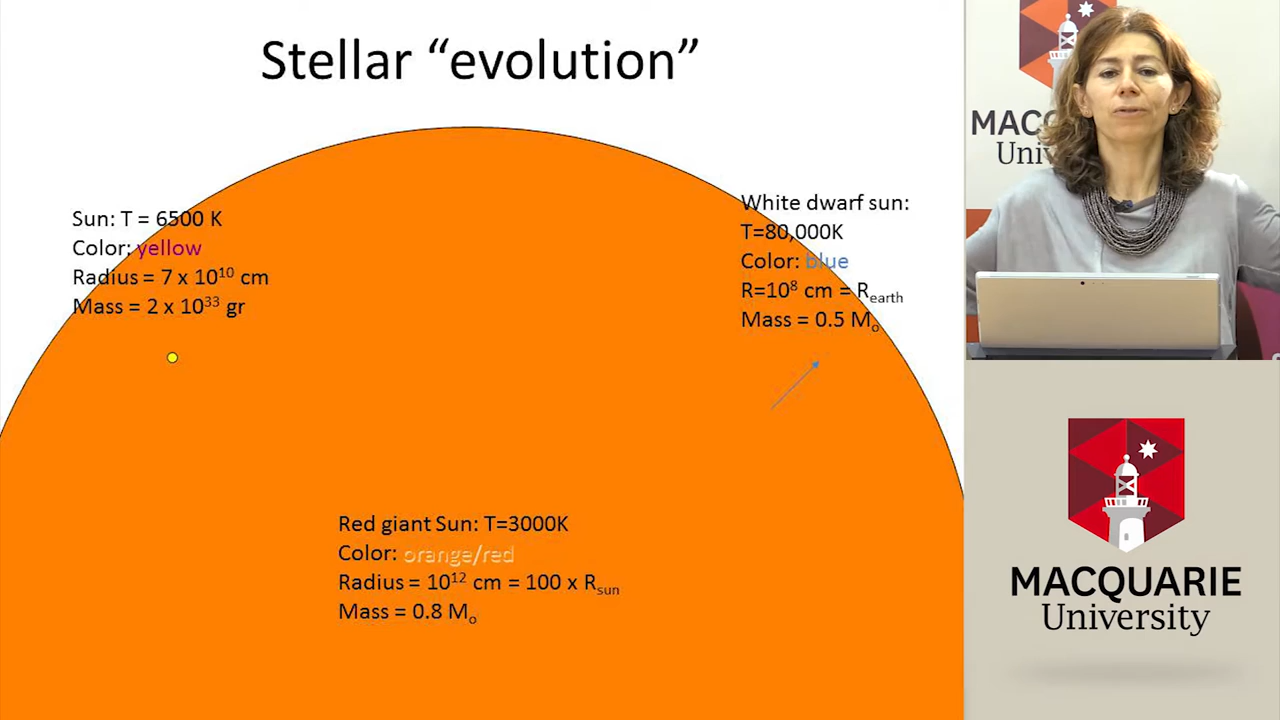 Stellar “evolution”
Sun: T = 6500 K
Color: yellow
Radius = 7 x 10¹⁰ cm
Mass = 2 x 10³³ gr
White dwarf sun:
T=80,000K
Color: blue
R=10⁸ cm = Rearth
Mass = 0.5 Mo
Red giant Sun: T=3000K
Color: orange/red
Radius = 10¹² cm = 100 x Rsun
Mass = 0.8 Mo
MACQUARIE
University